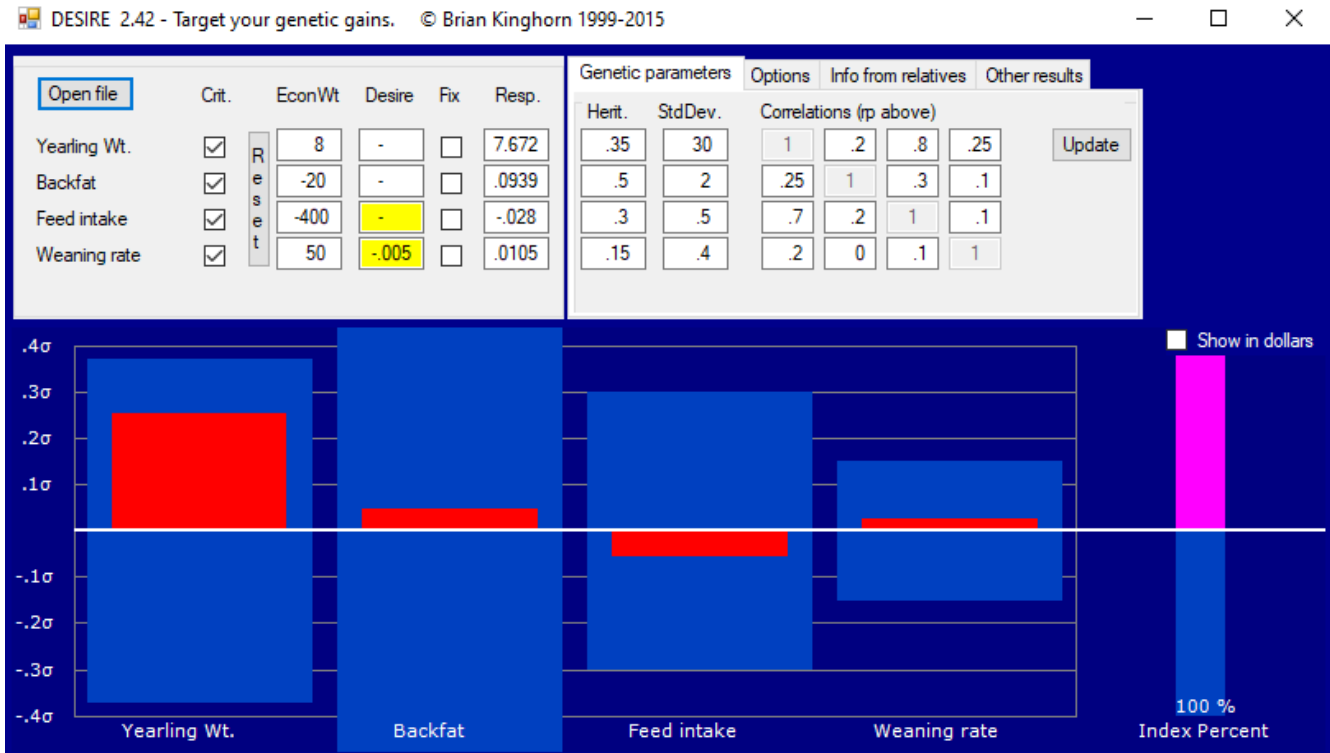 DESIRE 2.42 - Target your genetic gains. © Brian Kinghorn 1999-2015
Open file Crit. EconWt Desire Fix Resp.
Reset
Yearling Wt. 8 - 7.672
Backfat -20 - .0939
Feed intake -400 - -.028
Weaning rate 50 -.005 .0105
Genetic parameters Options Info from relatives Other results
Herit. StdDev. Correlations (rp above)
.35 30 1 .2 .8 .25 Update
.5 2 .25 1 .3 .1
.3 .5 .7 .2 1 .1
.15 .4 .2 0 .1 1
Show in dollars
.4σ
.3σ
.2σ
.1σ
-.1σ
-.2σ
-.3σ
-.4σ
100 %
Yearling Wt. Backfat Feed intake Weaning rate Index Percent